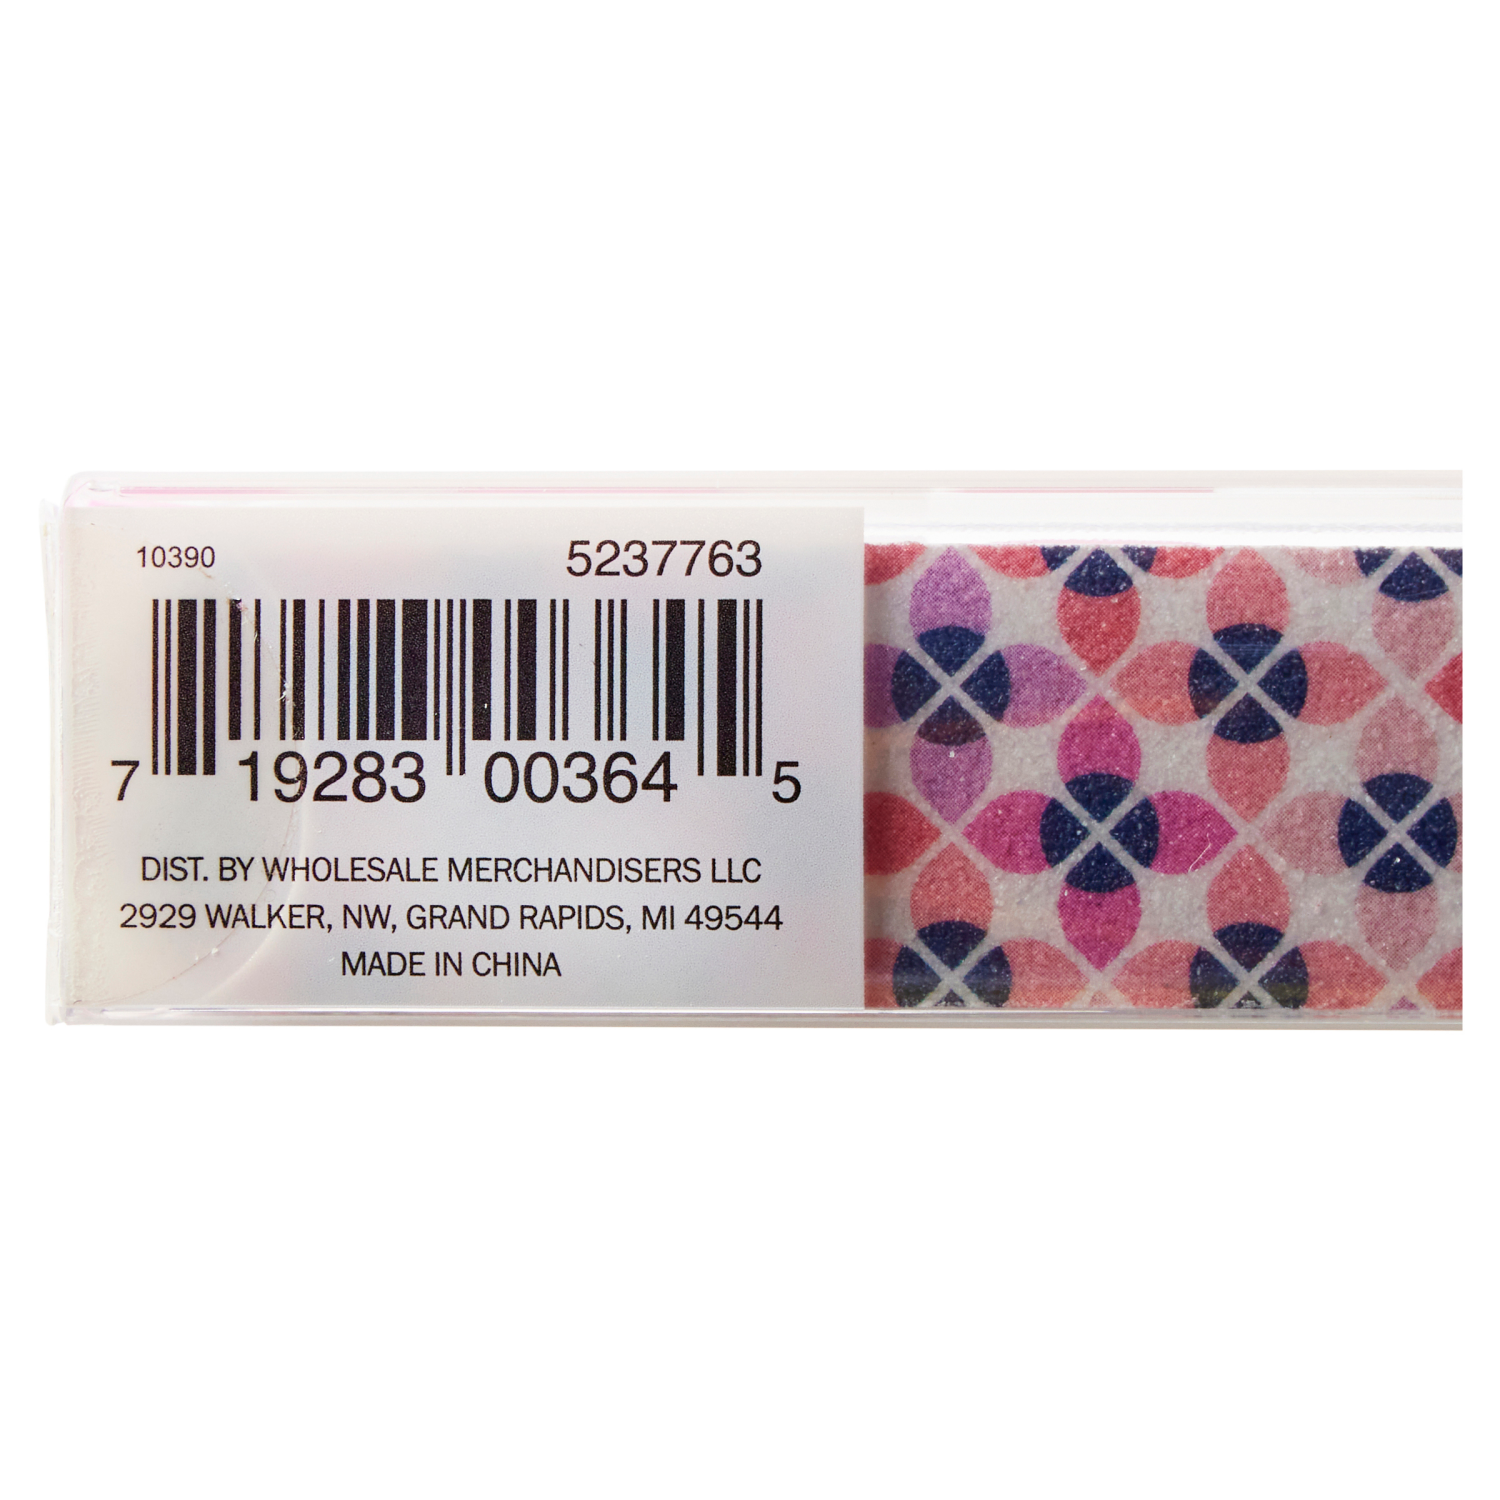 10390 5237763
7 19283 00364 5
DIST. BY WHOLESALE MERCHANDISERS LLC
2929 WALKER, NW, GRAND RAPIDS, MI 49544
MADE IN CHINA